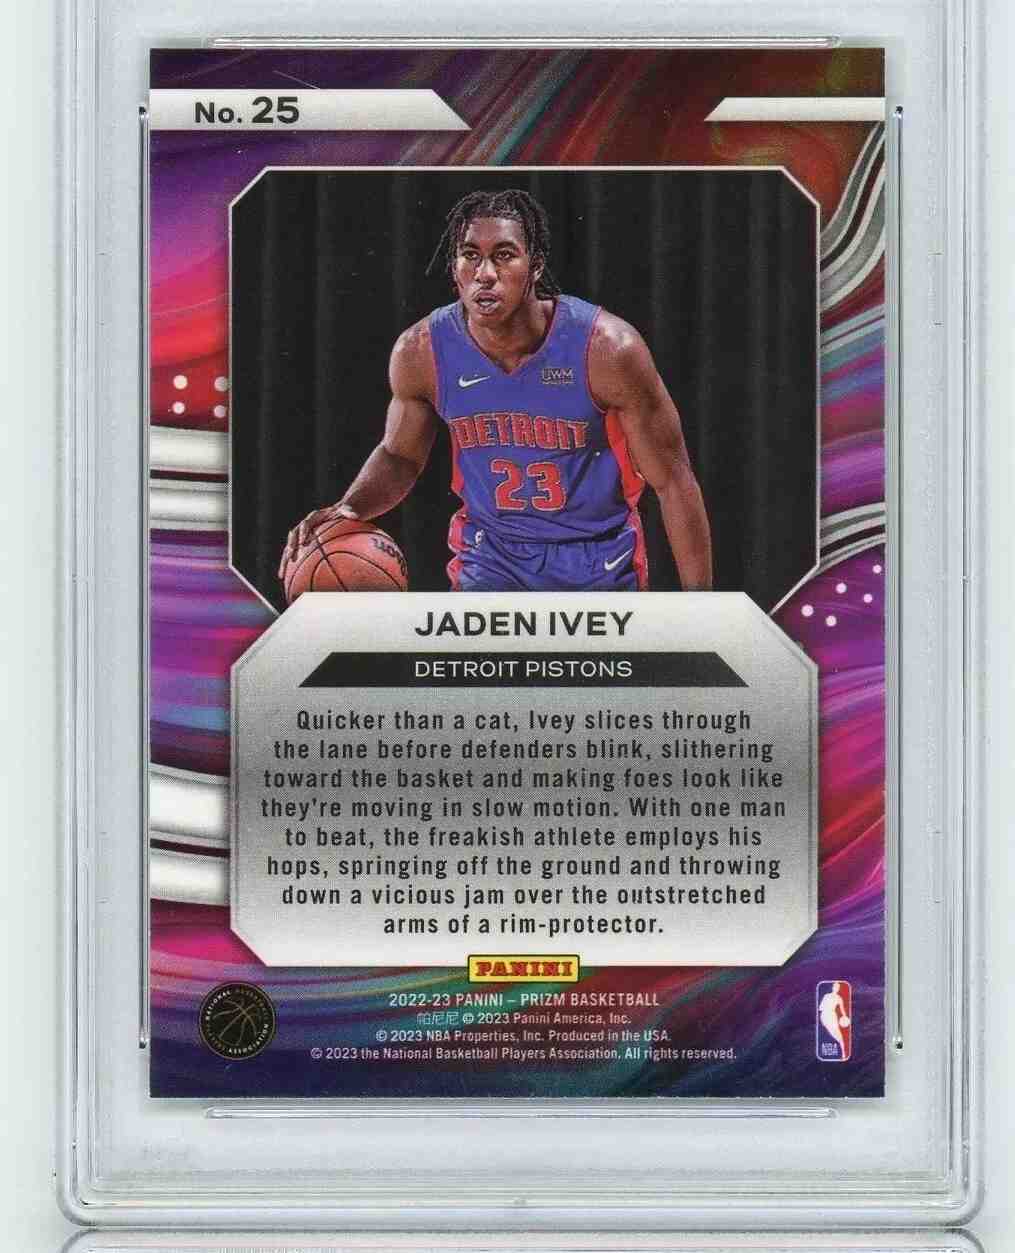 No. 25
UWM
DETROIT
23
JADEN IVEY
DETROIT PISTONS
Quicker than a cat, Ivey slices through
the lane before defenders blink, slithering
toward the basket and making foes look like
they're moving in slow motion. With one man
to beat, the freakish athlete employs his
hops, springing off the ground and throwing
down a vicious jam over the outstretched
arms of a rim-protector.
PANINI
2022-23 PANINI – PRIZM BASKETBALL
帕尼尼 © 2023 Panini America, Inc.
© 2023 NBA Properties, Inc. Produced in the USA.
© 2023 the National Basketball Players Association. All rights reserved.
NBA